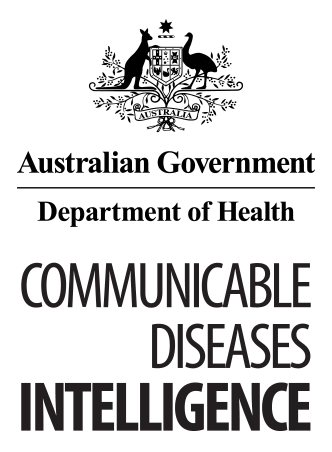 AUSTRALIA
Australian Government
Department of Health
COMMUNICABLE
DISEASES
INTELLIGENCE